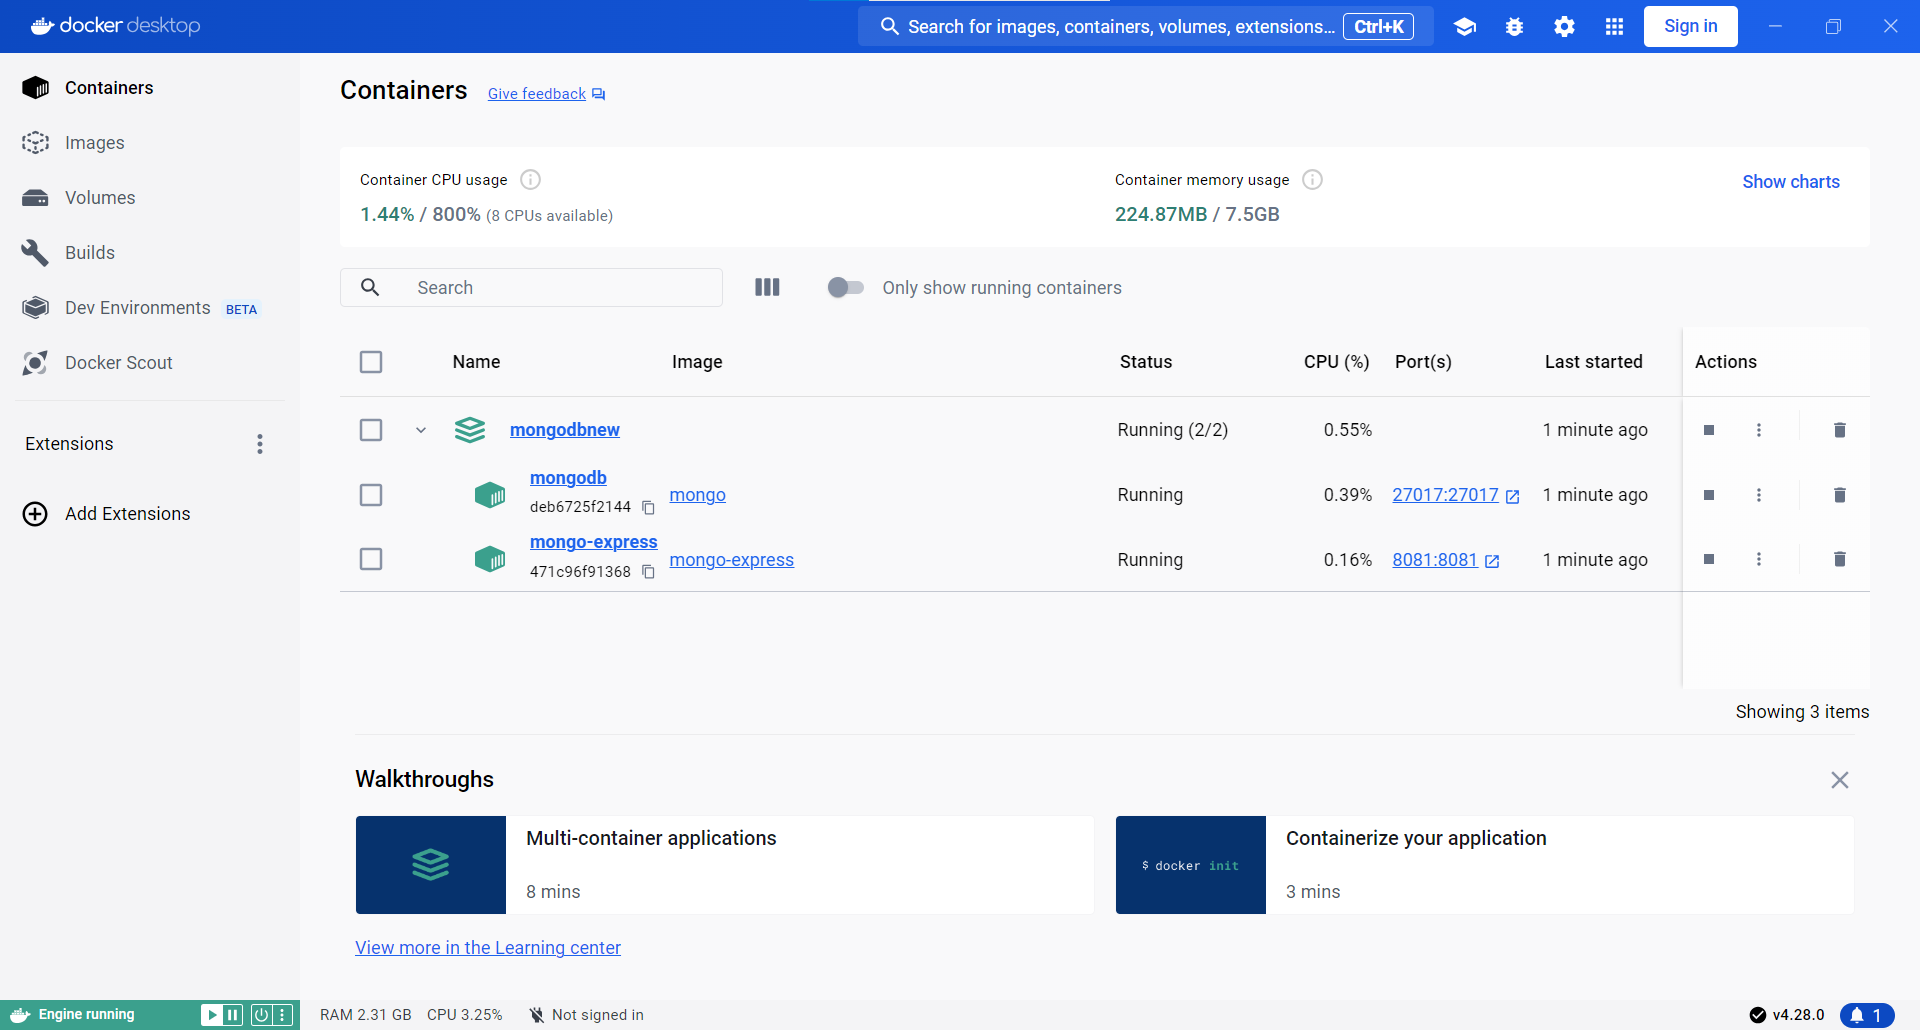 docker desktop
Search for images, containers, volumes, extensions... Ctrl+K
Sign in
Containers
Images
Volumes
Builds
Dev Environments BETA
Docker Scout
Extensions
Add Extensions
Containers Give feedback
Container CPU usage
1.44% / 800% (8 CPUs available)
Container memory usage
224.87MB / 7.5GB
Show charts
Search
Only show running containers
Name Image Status CPU (%) Port(s) Last started Actions
mongodbnew Running (2/2) 0.55% 1 minute ago
mongodb
deb6725f2144
mongo Running 0.39% 27017:27017 1 minute ago
mongo-express
471c96f91368
mongo-express Running 0.16% 8081:8081 1 minute ago
Showing 3 items
Walkthroughs
Multi-container applications
8 mins
$ docker init
Containerize your application
3 mins
View more in the Learning center
Engine running
RAM 2.31 GB CPU 3.25% Not signed in
v4.28.0
1